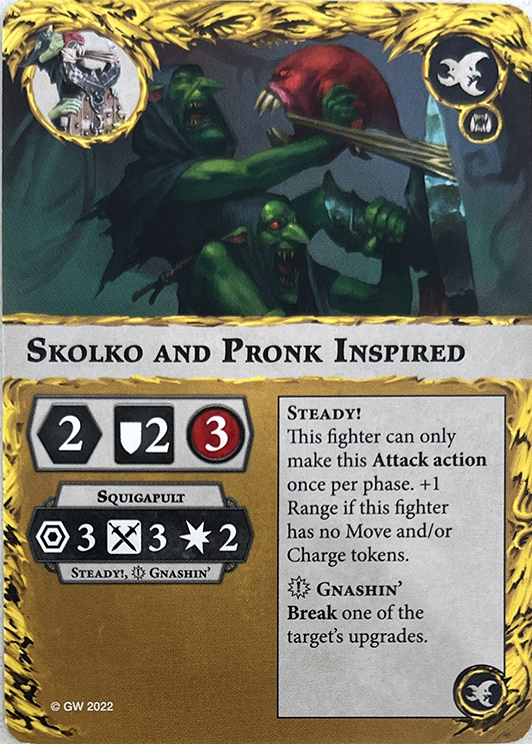 Skolko and Pronk Inspired
2 2 3
Squigapult
3 3 2
Steady!, Gnashin'
Steady!
This fighter can only
make this Attack action
once per phase. +1
Range if this fighter
has no Move and/or
Charge tokens.
Gnashin'
Break one of the
target's upgrades.
© GW 2022